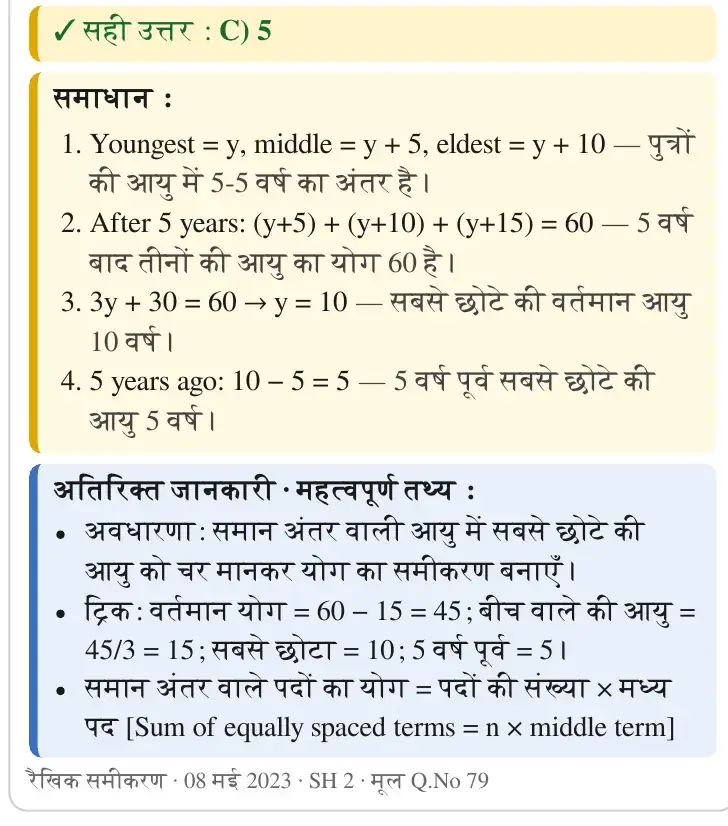 ✓ सही उत्तर : C) 5
समाधान :
1. Youngest = y, middle = y + 5, eldest = y + 10 — पुत्रों
की आयु में 5-5 वर्ष का अंतर है।
2. After 5 years: (y+5) + (y+10) + (y+15) = 60 — 5 वर्ष
बाद तीनों की आयु का योग 60 है।
3. 3y + 30 = 60 → y = 10 — सबसे छोटे की वर्तमान आयु
10 वर्ष।
4. 5 years ago: 10 − 5 = 5 — 5 वर्ष पूर्व सबसे छोटे की
आयु 5 वर्ष।
अतिरिक्त जानकारी · महत्वपूर्ण तथ्य :
• अवधारणा : समान अंतर वाली आयु में सबसे छोटे की
आयु को चर मानकर योग का समीकरण बनाएँ।
• ट्रिक : वर्तमान योग = 60 − 15 = 45 ; बीच वाले की आयु =
45/3 = 15 ; सबसे छोटा = 10 ; 5 वर्ष पूर्व = 5।
• समान अंतर वाले पदों का योग = पदों की संख्या × मध्य
पद [Sum of equally spaced terms = n × middle term]
रैखिक समीकरण · 08 मई 2023 · SH 2 · मूल Q.No 79